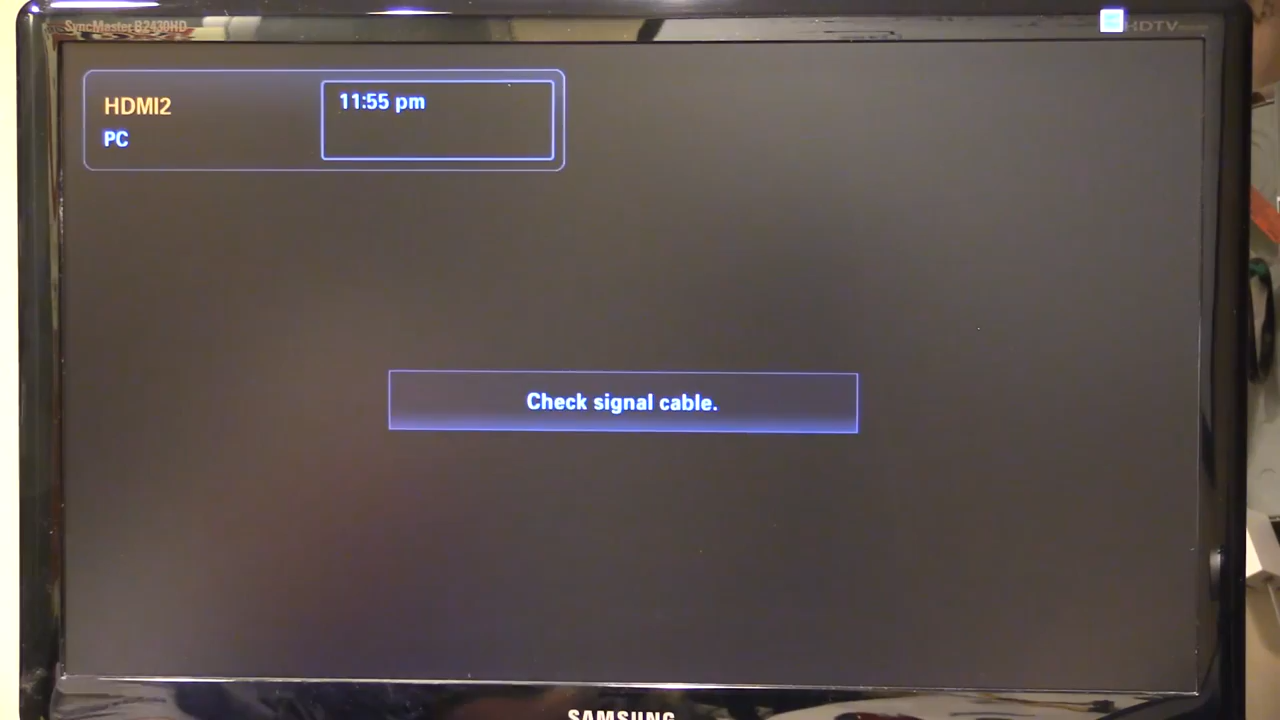 SyncMaster B2430HD
HDTV
HDMI2
11:55 pm
PC
Check signal cable.
SAMSUNG